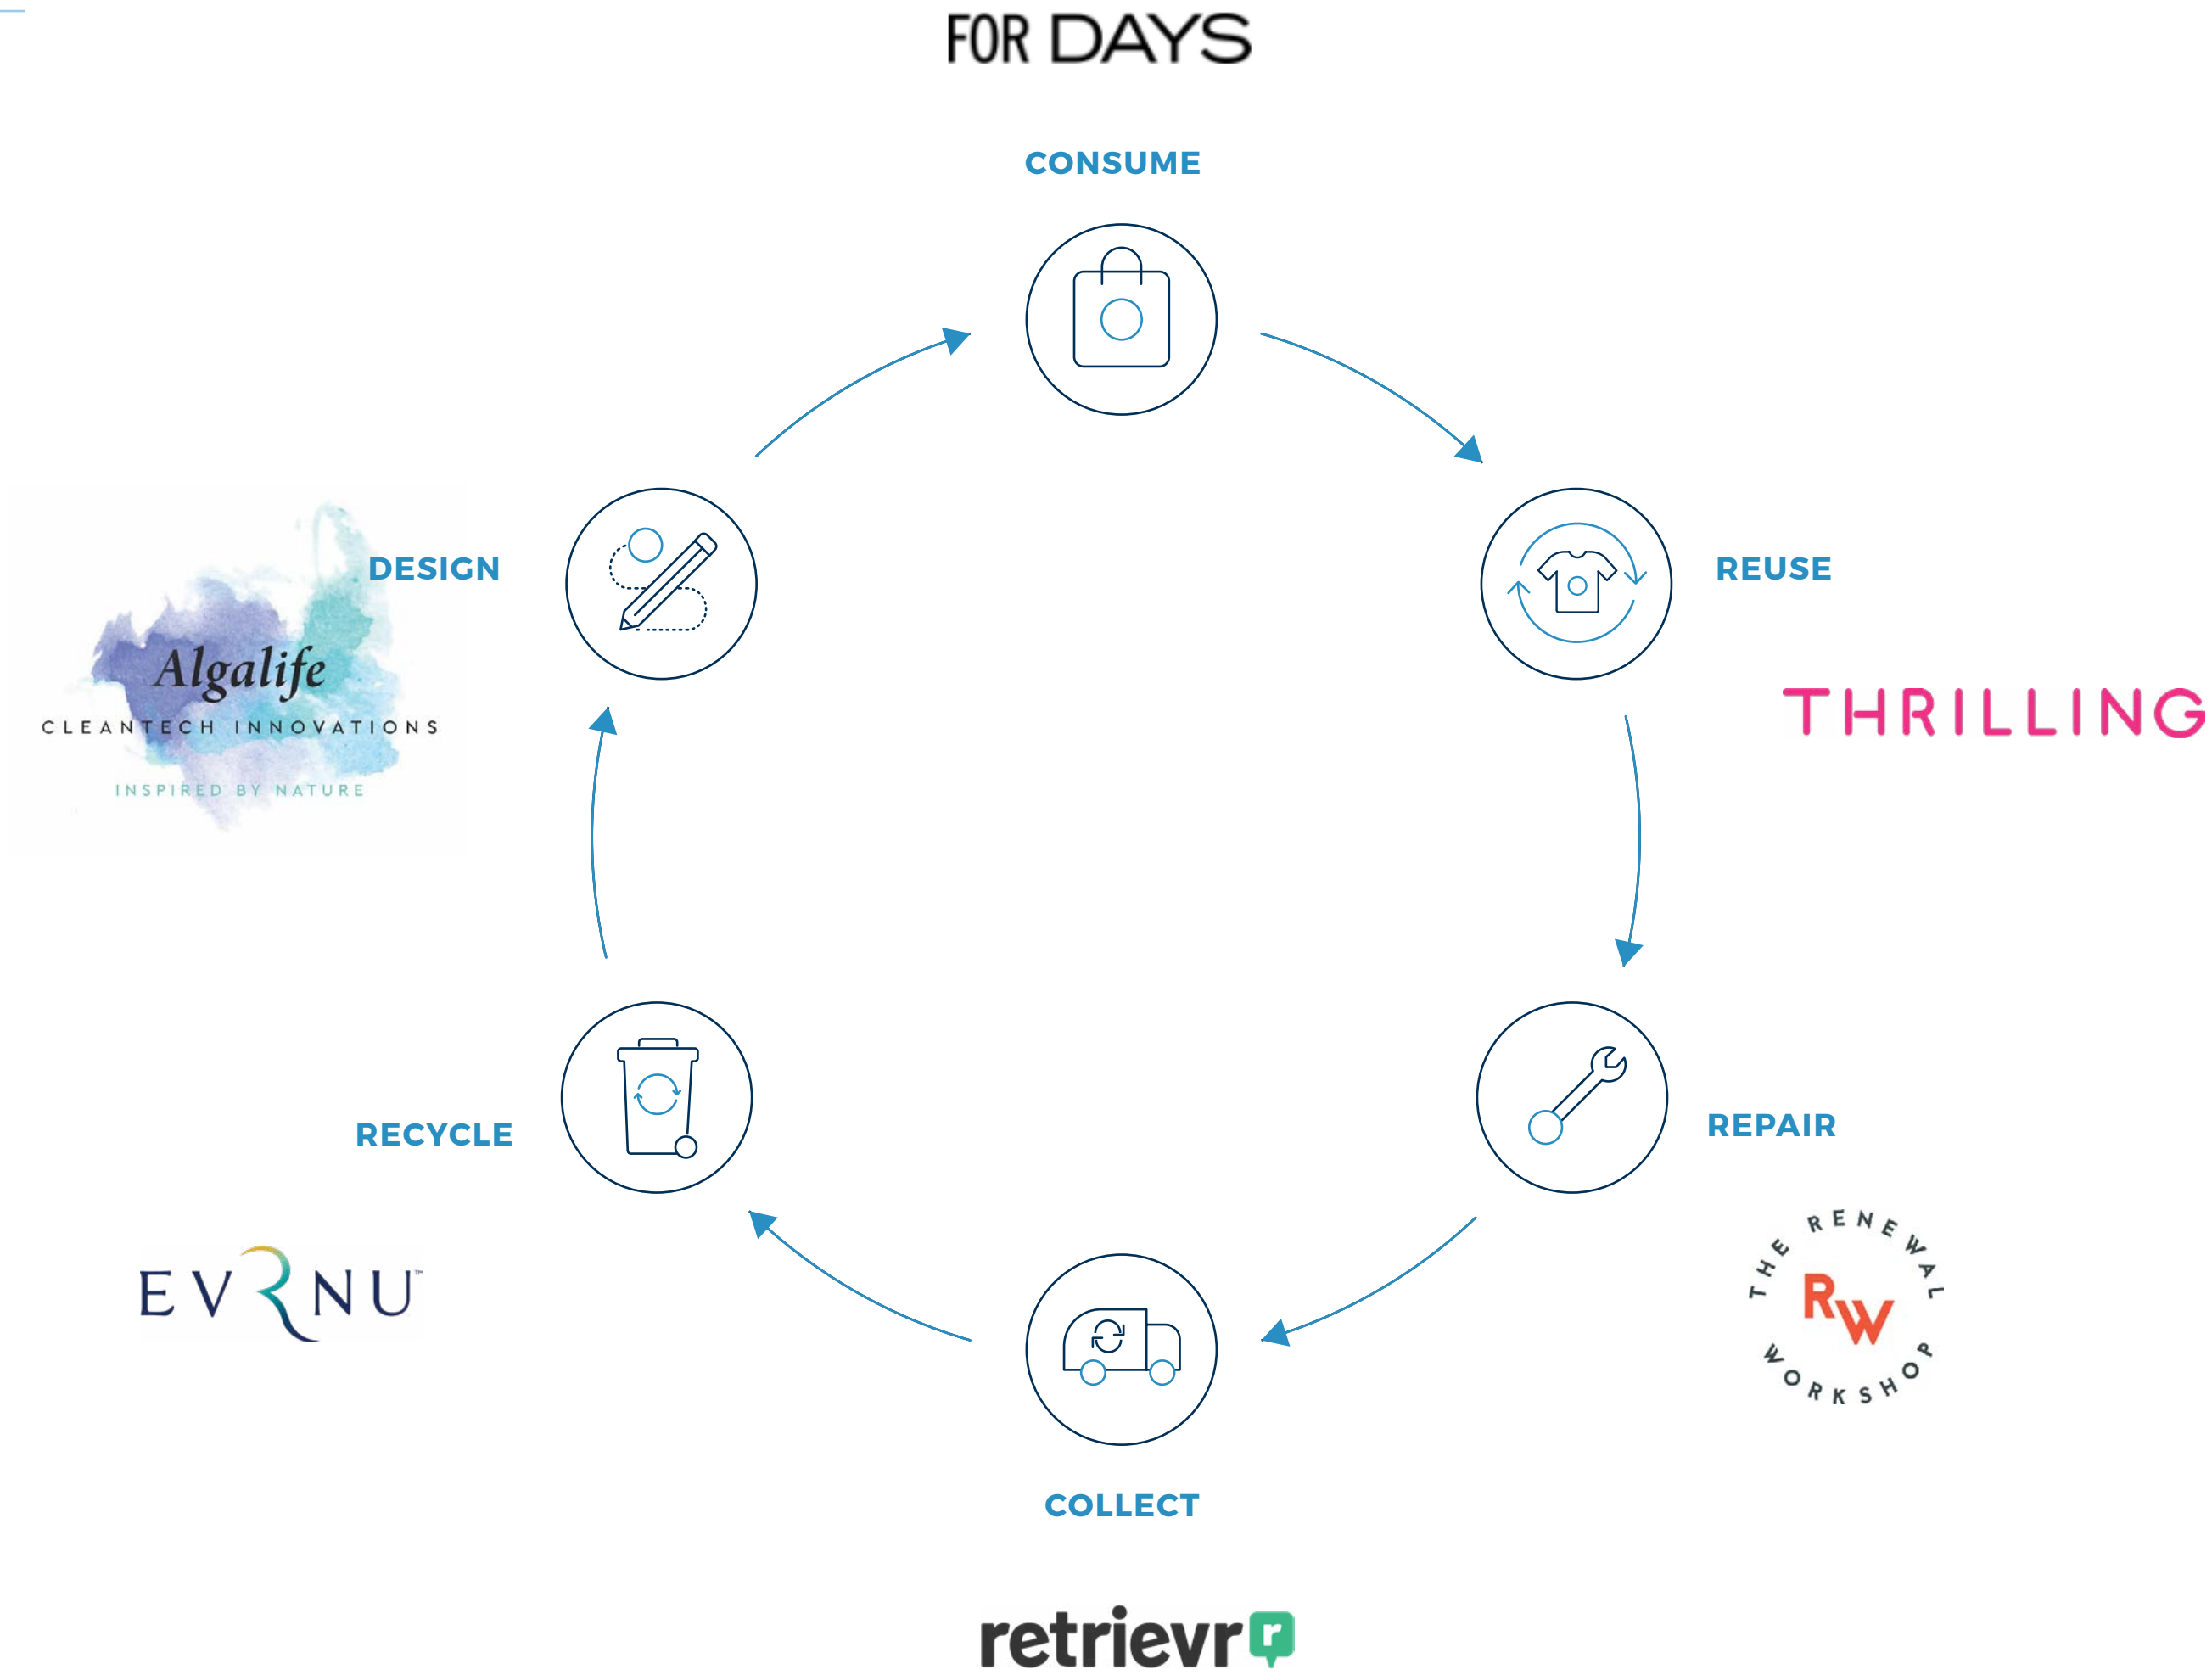 FOR DAYS
CONSUME
DESIGN
REUSE
Algalife
CLEANTECH INNOVATIONS
INSPIRED BY NATURE
THRILLING
RECYCLE
REPAIR
EVRNU™
THE RENEWAL
RW
WORKSHOP
COLLECT
retrievr
r